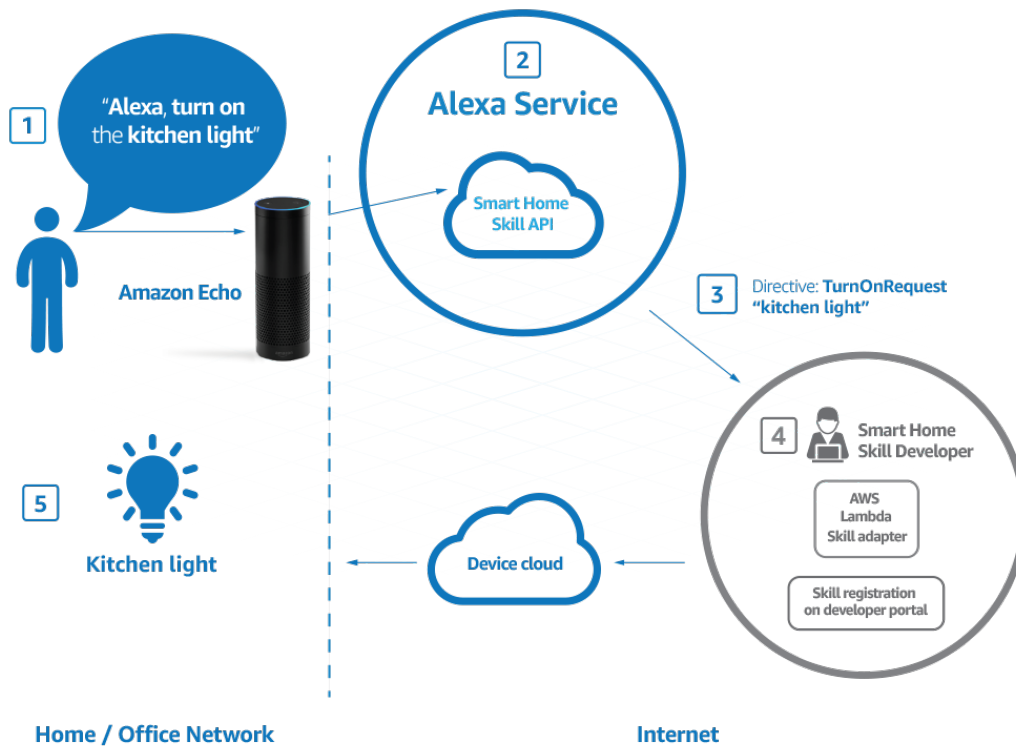 1
“Alexa, turn on
the kitchen light”
2
Alexa Service
Smart Home
Skill API
Amazon Echo
3
Directive: TurnOnRequest
“kitchen light”
4
Smart Home
Skill Developer
AWS
Lambda
Skill adapter
Skill registration
on developer portal
Device cloud
5
Kitchen light
Home / Office Network
Internet